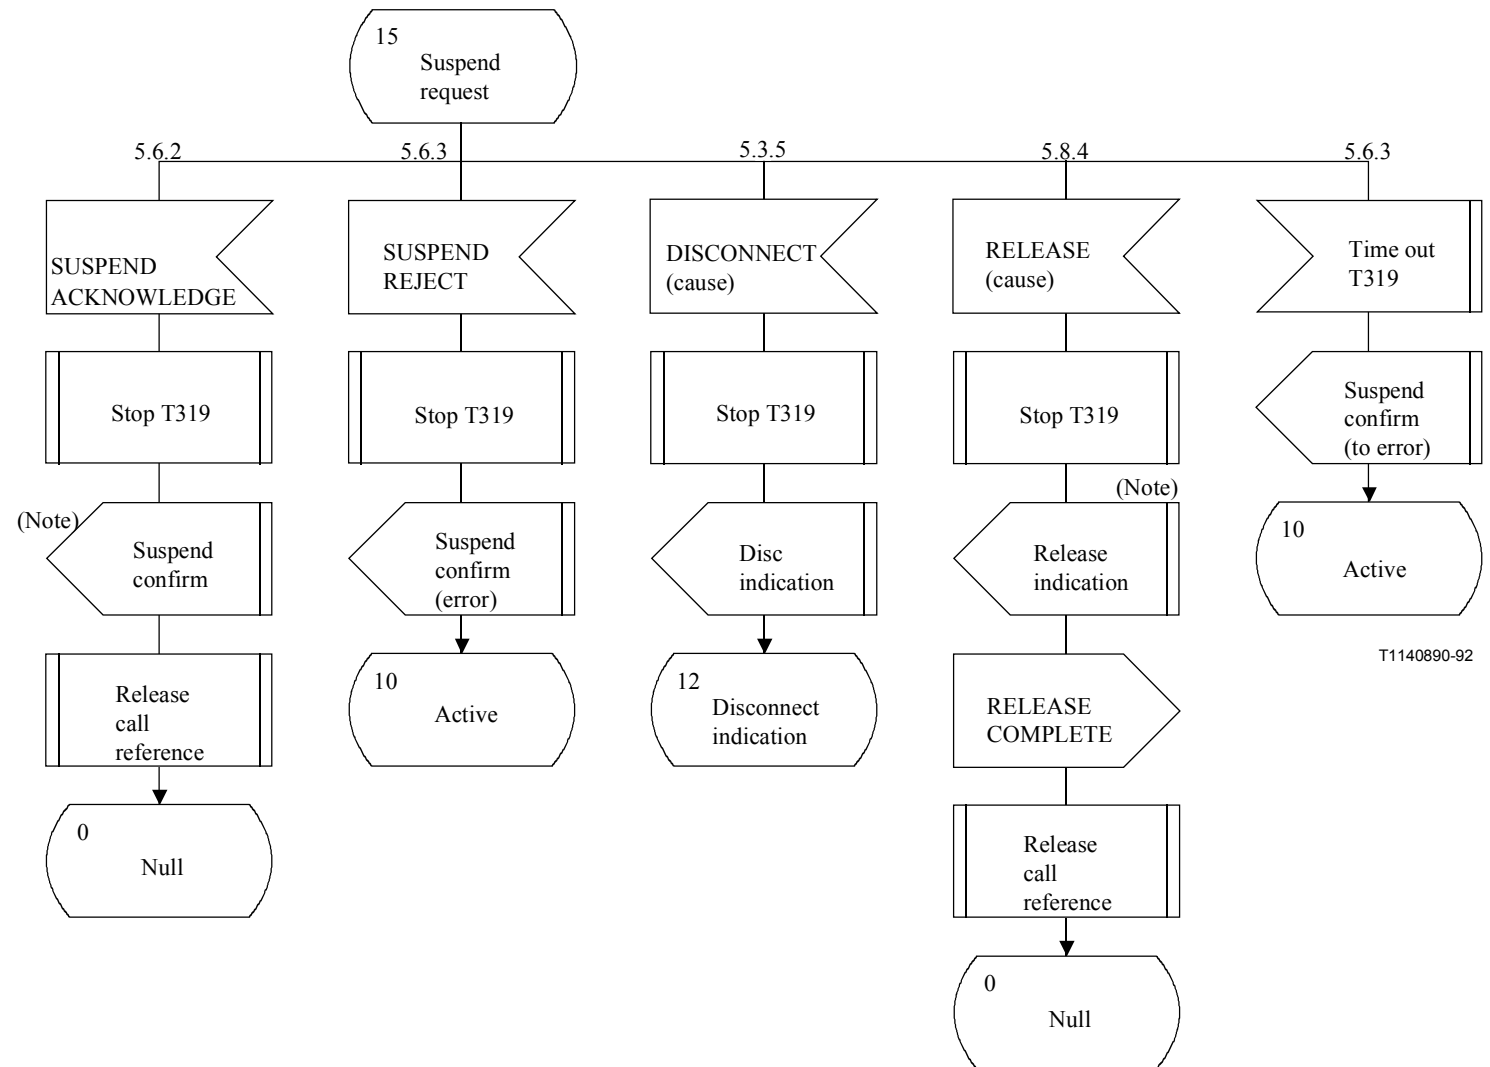 15
Suspend
request
5.6.2
5.6.3
5.3.5
5.8.4
5.6.3
SUSPEND
ACKNOWLEDGE
SUSPEND
REJECT
DISCONNECT
(cause)
RELEASE
(cause)
Time out
T319
Stop T319
Stop T319
Stop T319
Stop T319
Suspend
confirm
(to error)
(Note)
Suspend
confirm
Suspend
confirm
(error)
Disc
indication
(Note)
Release
indication
10
Active
Release
call
reference
10
Active
12
Disconnect
indication
RELEASE
COMPLETE
T1140890-92
0
Null
Release
call
reference
0
Null